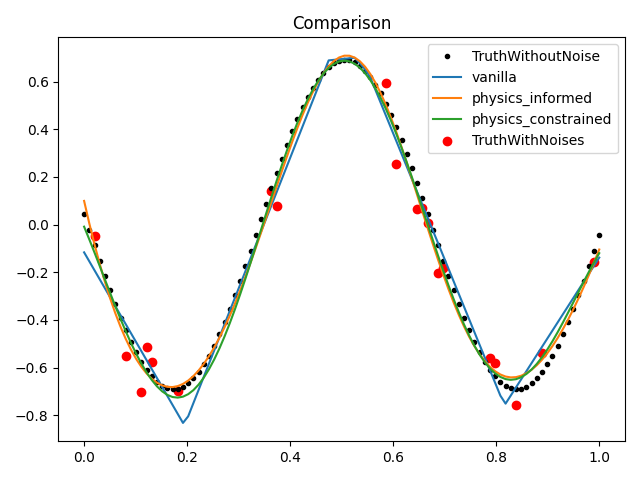 Comparison
TruthWithoutNoise
vanilla
physics_informed
physics_constrained
TruthWithNoises
0.6
0.4
0.2
0.0
−0.2
−0.4
−0.6
−0.8
0.0 0.2 0.4 0.6 0.8 1.0